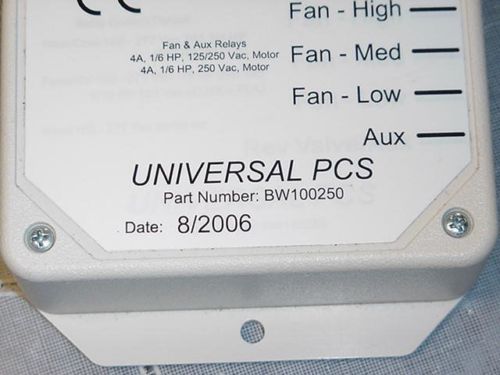 CE
Fan - High
Fan & Aux Relays
4A, 1/6 HP, 125/250 Vac, Motor
4A, 1/6 HP, 250 Vac, Motor
Fan - Med
Fan - Low
Aux
UNIVERSAL PCS
Part Number: BW100250
Date: 8/2006